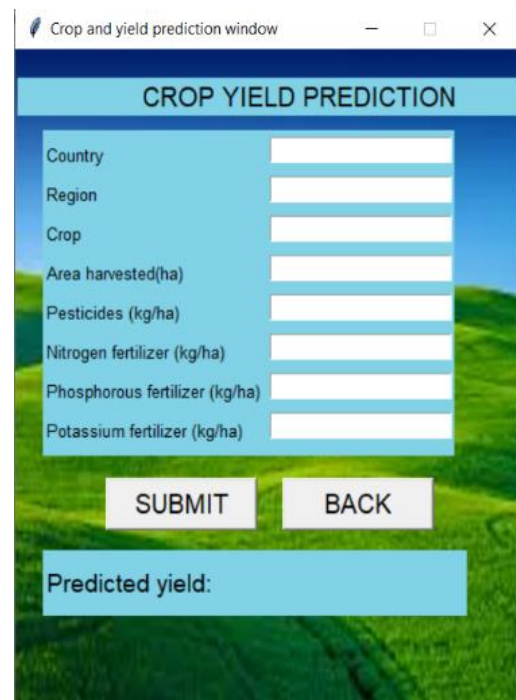 Crop and yield prediction window
CROP YIELD PREDICTION
Country
Region
Crop
Area harvested(ha)
Pesticides (kg/ha)
Nitrogen fertilizer (kg/ha)
Phosphorous fertilizer (kg/ha)
Potassium fertilizer (kg/ha)
SUBMIT BACK
Predicted yield: